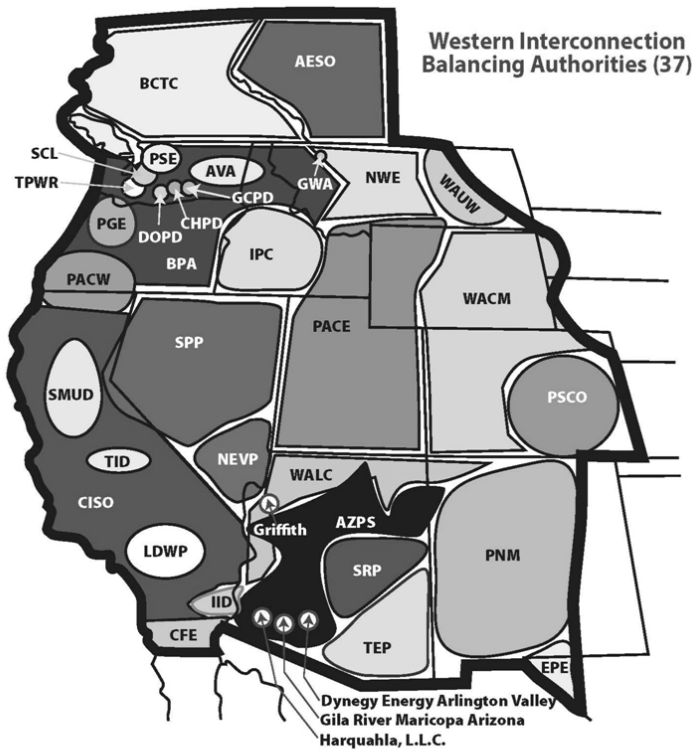 Western Interconnection
Balancing Authorities (37)
AESO
BCTC
SCL
PSE
TPWR
AVA
GWA
NWE
WAUW
GCPD
CHPD
DOPD
PGE
BPA
IPC
PACW
WACM
PACE
SPP
SMUD
PSCO
TID
NEVP
WALC
CISO
Griffith
AZPS
LDWP
SRP
PNM
IID
CFE
TEP
EPE
Dynegy Energy Arlington Valley
Gila River Maricopa Arizona
Harquahla, L.L.C.